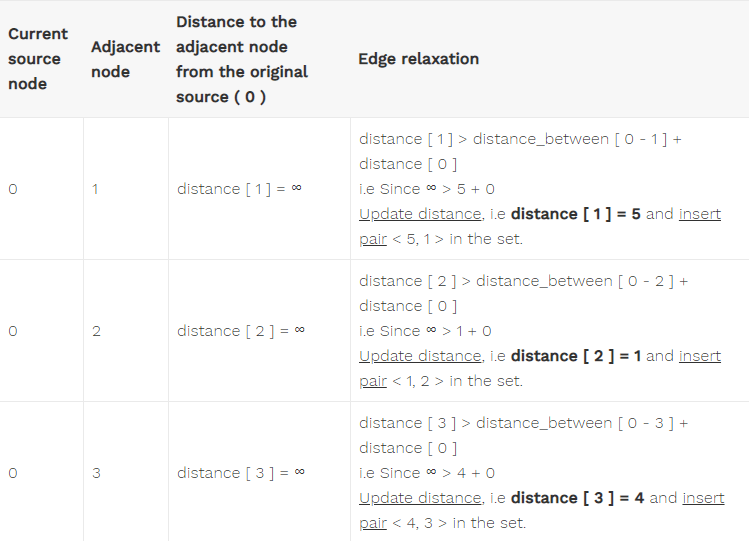 Current source node
Adjacent node
Distance to the adjacent node from the original source ( 0 )
Edge relaxation
0
1
distance [ 1 ] = ∞
distance [ 1 ] > distance_between [ 0 - 1 ] +
distance [ 0 ]
i.e Since ∞ > 5 + 0
Update distance, i.e distance [ 1 ] = 5 and insert
pair < 5, 1 > in the set.
0
2
distance [ 2 ] = ∞
distance [ 2 ] > distance_between [ 0 - 2 ] +
distance [ 0 ]
i.e Since ∞ > 1 + 0
Update distance, i.e distance [ 2 ] = 1 and insert
pair < 1, 2 > in the set.
0
3
distance [ 3 ] = ∞
distance [ 3 ] > distance_between [ 0 - 3 ] +
distance [ 0 ]
i.e Since ∞ > 4 + 0
Update distance, i.e distance [ 3 ] = 4 and insert
pair < 4, 3 > in the set.